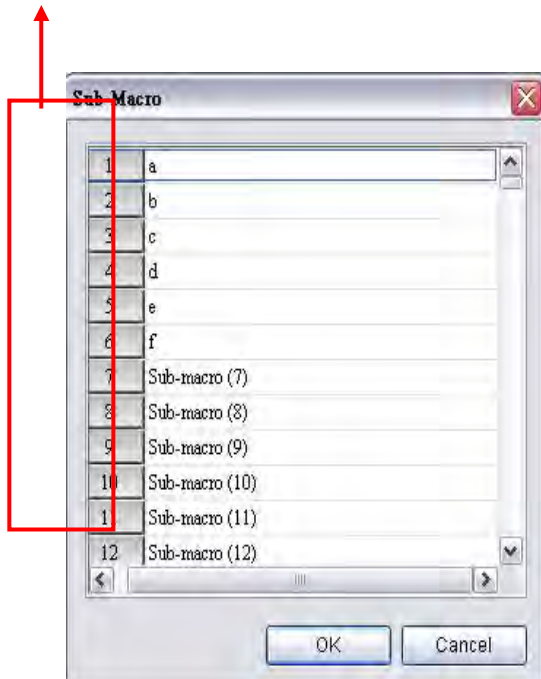 Sub-Macro
1 a
2 b
3 c
4 d
5 e
6 f
7 Sub-macro (7)
8 Sub-macro (8)
9 Sub-macro (9)
10 Sub-macro (10)
11 Sub-macro (11)
12 Sub-macro (12)
OK Cancel